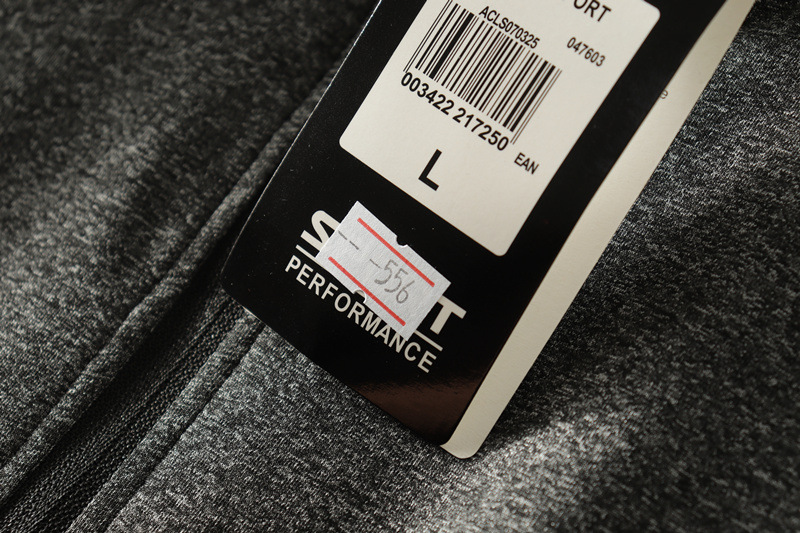 ACLS070325
047603
003422 217250
EAN
L
- - -556
PERFORMANCE